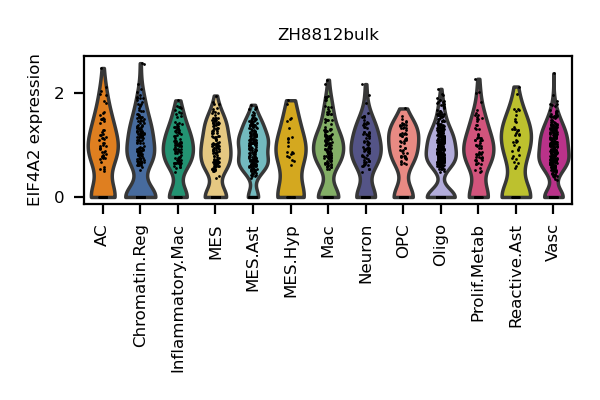 ZH8812bulk
EIF4A2 expression
2
0
AC
Chromatin.Reg
Inflammatory.Mac
MES
MES.Ast
MES.Hyp
Mac
Neuron
OPC
Oligo
Prolif.Metab
Reactive.Ast
Vasc